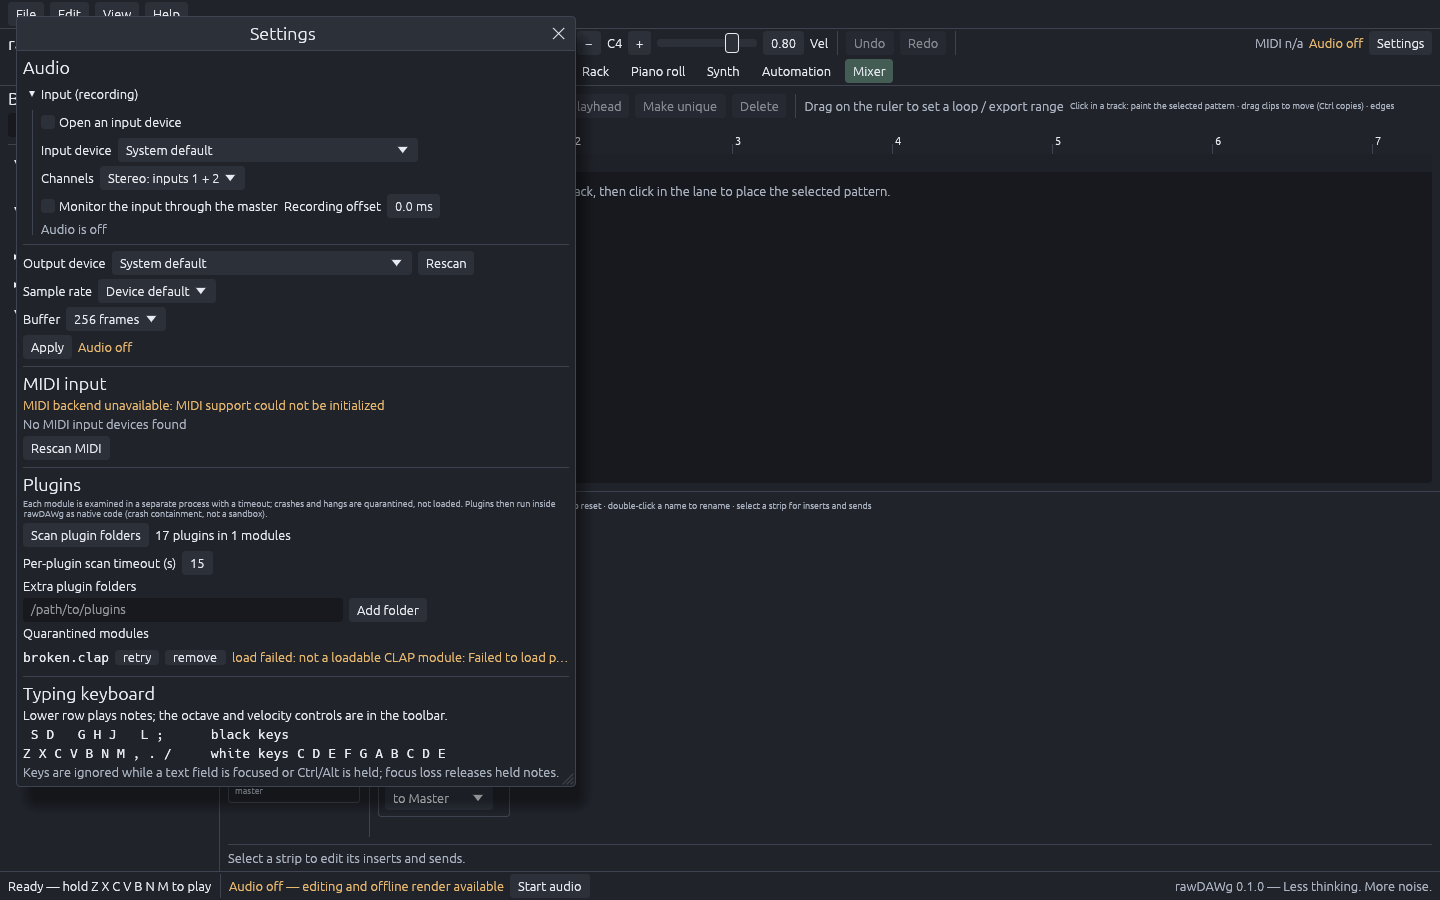 File Edit View Help
Settings
− C4 + 0.80 Vel Undo Redo MIDI n/a Audio off Settings
Rack Piano roll Synth Automation Mixer
Audio
Input (recording)
layhead Make unique Delete Drag on the ruler to set a loop / export range Click in a track: paint the selected pattern · drag clips to move (Ctrl copies) · edges
Open an input device
2 3 4 5 6 7
Input device System default
Channels Stereo: inputs 1 + 2
ack, then click in the lane to place the selected pattern.
Monitor the input through the master Recording offset 0.0 ms
Audio is off
Output device System default Rescan
Sample rate Device default
Buffer 256 frames
Apply Audio off
MIDI input
MIDI backend unavailable: MIDI support could not be initialized
No MIDI input devices found
Rescan MIDI
Plugins
Each module is examined in a separate process with a timeout; crashes and hangs are quarantined, not loaded. Plugins then run inside
rawDAWg as native code (crash containment, not a sandbox).
reset · double-click a name to rename · select a strip for inserts and sends
Scan plugin folders 17 plugins in 1 modules
Per-plugin scan timeout (s) 15
Extra plugin folders
/path/to/plugins Add folder
Quarantined modules
broken.clap retry remove load failed: not a loadable CLAP module: Failed to load p…
Typing keyboard
Lower row plays notes; the octave and velocity controls are in the toolbar.
S D G H J L ; black keys
Z X C V B N M , . / white keys C D E F G A B C D E
Keys are ignored while a text field is focused or Ctrl/Alt is held; focus loss releases held notes.
master
to Master
Select a strip to edit its inserts and sends.
Ready — hold Z X C V B N M to play Audio off — editing and offline render available Start audio rawDAWg 0.1.0 — Less thinking. More noise.